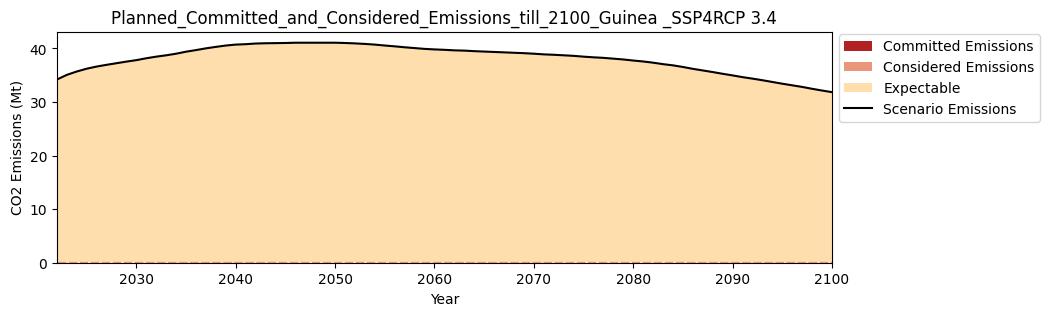 Planned_Committed_and_Considered_Emissions_till_2100_Guinea _SSP4RCP 3.4
Committed Emissions
Considered Emissions
Expectable
Scenario Emissions
CO2 Emissions (Mt)
40
30
20
10
0
2030 2040 2050 2060 2070 2080 2090 2100
Year